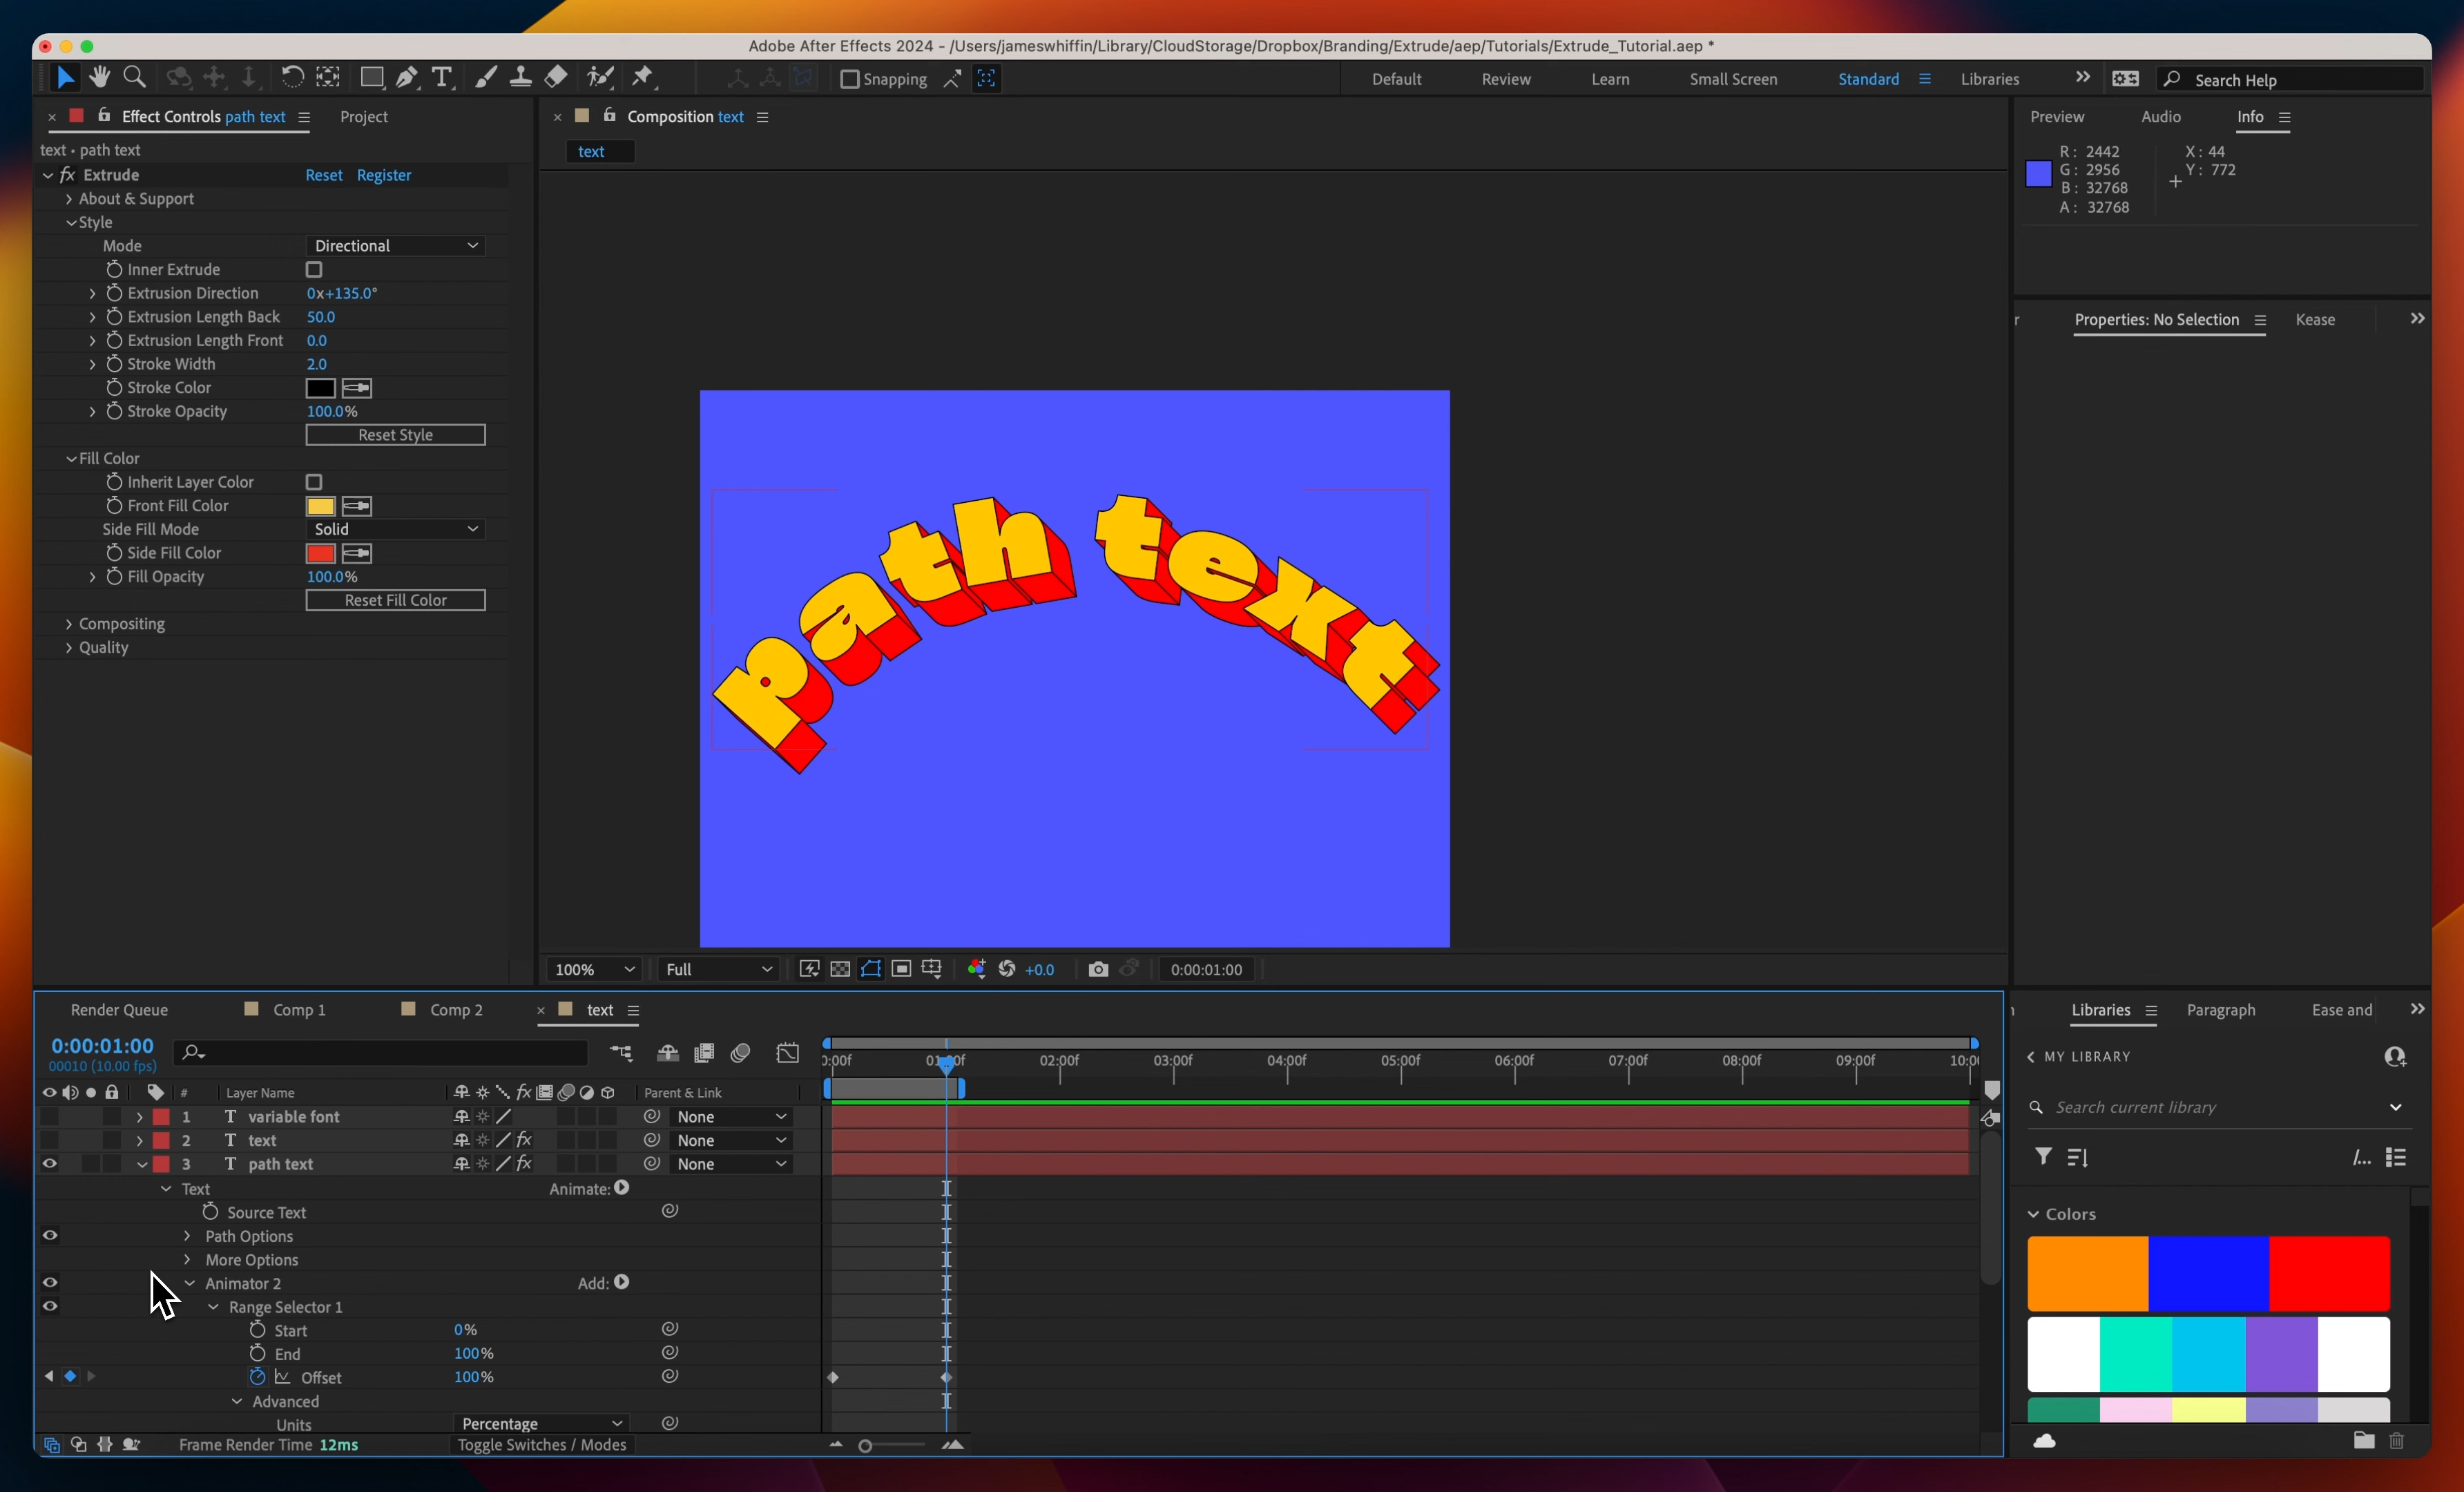 Adobe After Effects 2024 - /Users/jameswhiffin/Library/CloudStorage/Dropbox/Branding/Extrude/aep/Tutorials/Extrude_Tutorial.aep *
Snapping
Default
Review
Learn
Small Screen
Standard
Libraries
Search Help
Effect Controls path text
Project
text • path text
fx Extrude
Reset
Register
About & Support
Style
Mode
Directional
Inner Extrude
Extrusion Direction
0x+135.0°
Extrusion Length Back
50.0
Extrusion Length Front
0.0
Stroke Width
2.0
Stroke Color
Stroke Opacity
100.0%
Reset Style
Fill Color
Inherit Layer Color
Front Fill Color
Side Fill Mode
Solid
Side Fill Color
Fill Opacity
100.0%
Reset Fill Color
Compositing
Quality
Composition text
text
path text
100%
Full
+0.0
0:00:01:00
Preview
Audio
Info
R: 2442
G: 2956
B: 32768
A: 32768
X: 44
Y: 772
Properties: No Selection
Kease
Render Queue
Comp 1
Comp 2
text
0:00:01:00
00010 (10.00 fps)
01:00f
02:00f
03:00f
04:00f
05:00f
06:00f
07:00f
08:00f
09:00f
#
Layer Name
fx
Parent & Link
1 T variable font
None
2 T text
fx
None
3 T path text
fx
None
Text
Animate:
Source Text
Path Options
More Options
Animator 2
Add:
Range Selector 1
Start
0%
End
100%
Offset
100%
Advanced
Units
Percentage
Frame Render Time 12ms
Toggle Switches / Modes
Libraries
Paragraph
Ease and
MY LIBRARY
Search current library
/...
Colors